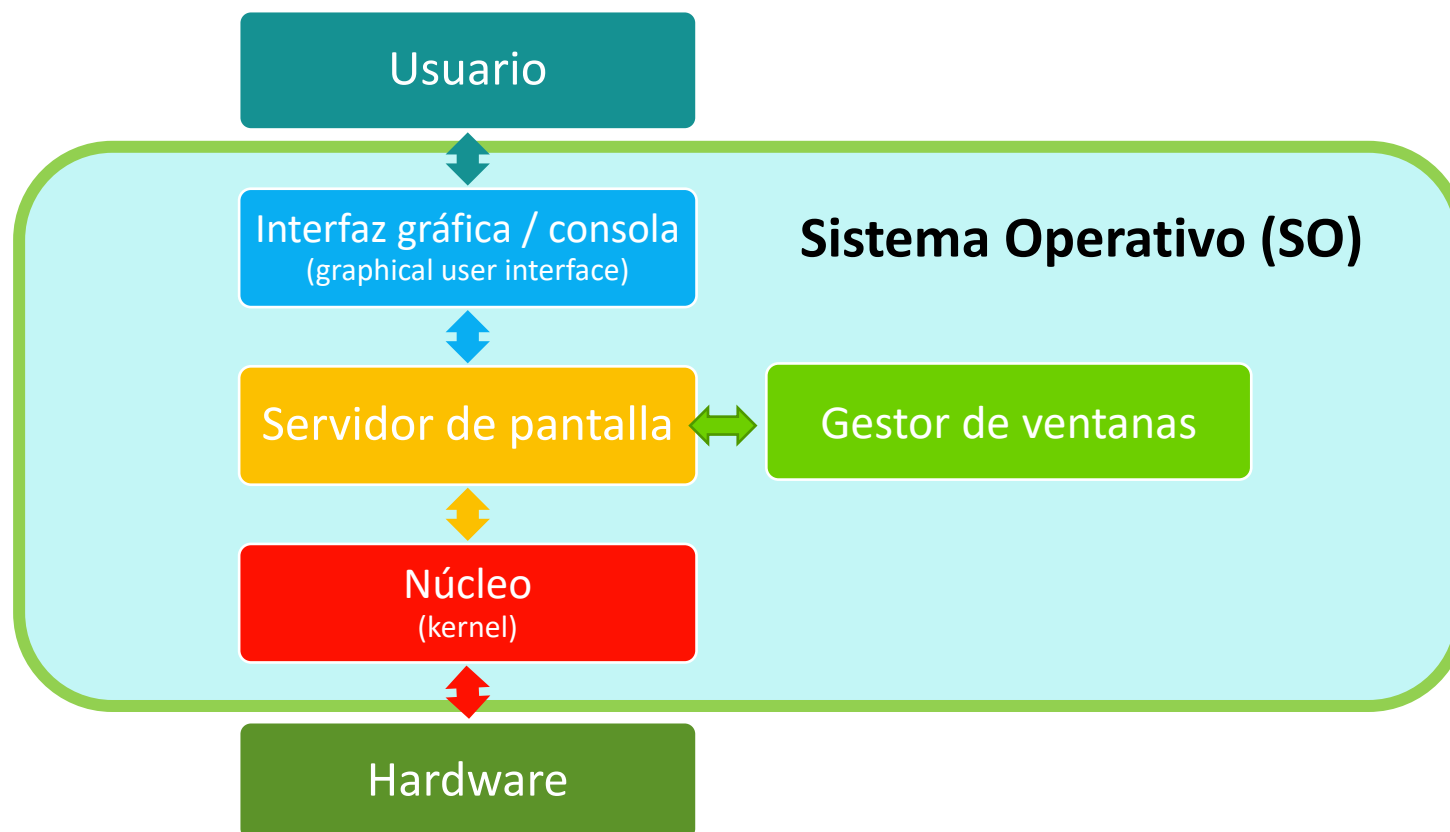 Usuario
Interfaz gráfica / consola
(graphical user interface)
Sistema Operativo (SO)
Servidor de pantalla
Gestor de ventanas
Núcleo
(kernel)
Hardware